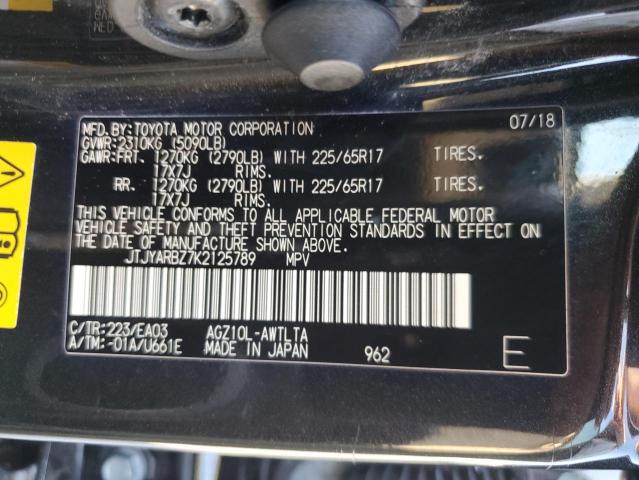 MFD.BY:TOYOTA MOTOR CORPORATION 07/18
GVWR:2310KG (5090LB)
GAWR:FRT. 1270KG (2790LB) WITH 225/65R17 TIRES.
17X7J RIMS.
RR. 1270KG (2790LB) WITH 225/65R17 TIRES.
17X7J RIMS.
THIS VEHICLE CONFORMS TO ALL APPLICABLE FEDERAL MOTOR
VEHICLE SAFETY AND THEFT PREVENTION STANDARDS IN EFFECT ON
THE DATE OF MANUFACTURE SHOWN ABOVE.
JTJYARBZ7K2125789 MPV
C/TR:223/EA03 AGZ10L-AWTLTA
A/TM:-01A/U661E MADE IN JAPAN 962 E